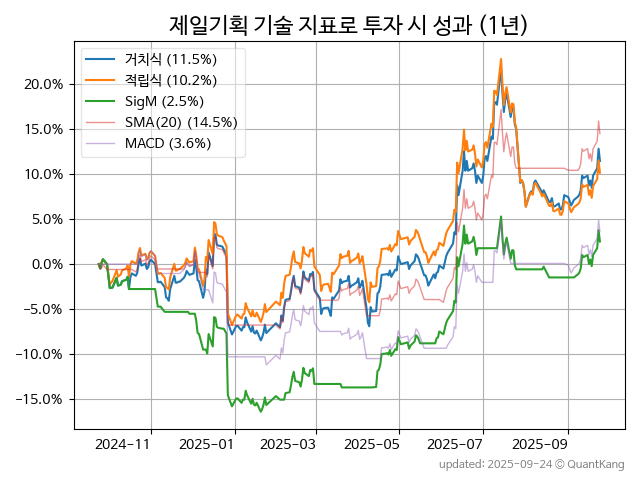 제일기획 기술 지표로 투자 시 성과 (1년)
거치식 (11.5%)
적립식 (10.2%)
SigM (2.5%)
SMA(20) (14.5%)
MACD (3.6%)
20.0%
15.0%
10.0%
5.0%
0.0%
−5.0%
−10.0%
−15.0%
2024−11 2025−01 2025−03 2025−05 2025−07 2025−09
updated: 2025-09-24 © QuantKang